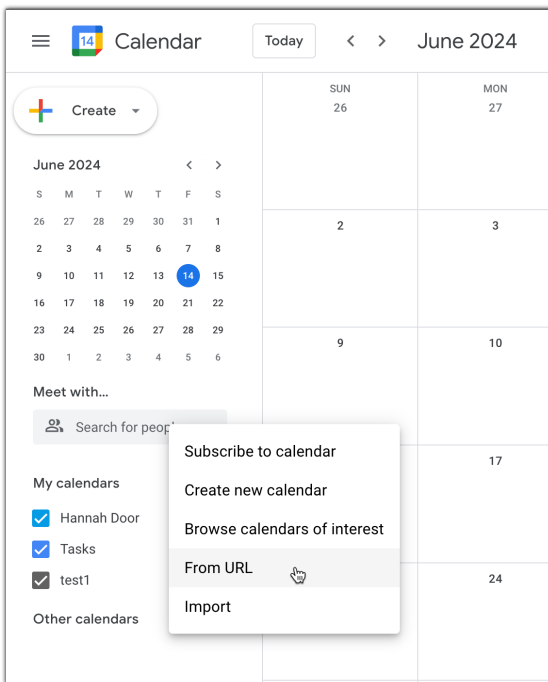 14 Calendar Today June 2024
Create
SUN MON
26 27
June 2024
S M T W T F S
26 27 28 29 30 31 1
2 3 4 5 6 7 8
9 10 11 12 13 14 15
16 17 18 19 20 21 22
23 24 25 26 27 28 29
30 1 2 3 4 5 6
2 3
9 10
17
24
Meet with...
Search for peop
My calendars
Hannah Door
Tasks
test1
Other calendars
Subscribe to calendar
Create new calendar
Browse calendars of interest
From URL
Import